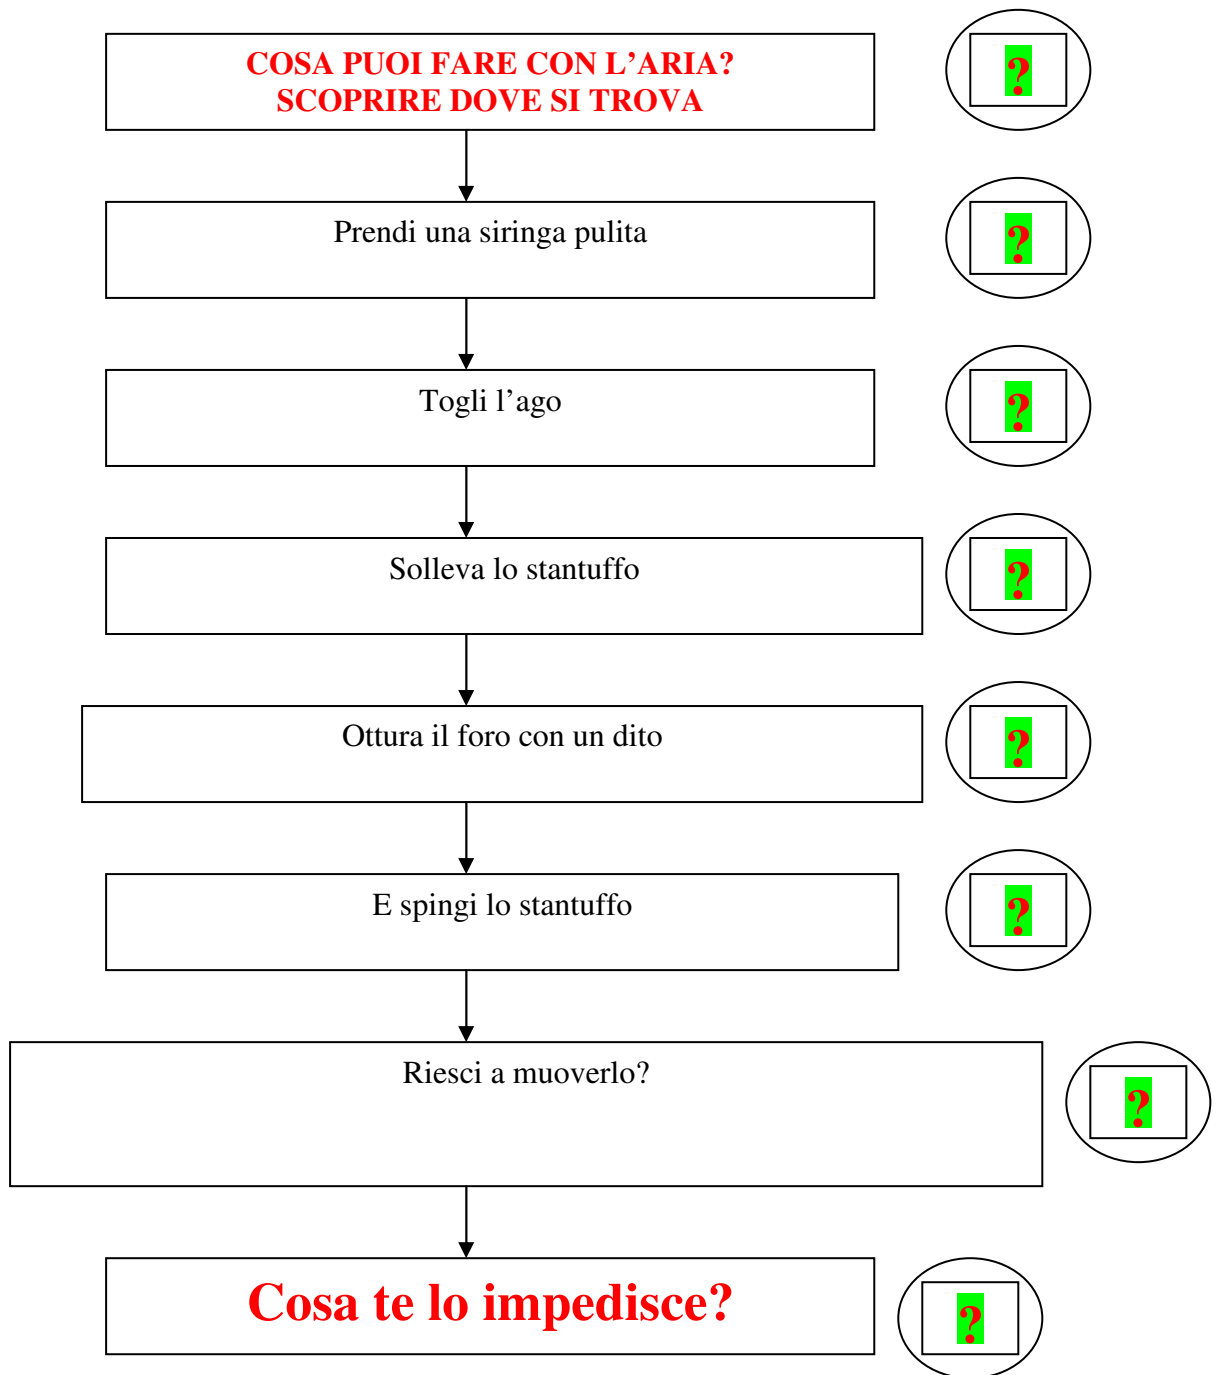 COSA PUOI FARE CON L’ARIA?
SCOPRIRE DOVE SI TROVA
?
Prendi una siringa pulita
?
Togli l’ago
?
Solleva lo stantuffo
?
Ottura il foro con un dito
?
E spingi lo stantuffo
?
Riesci a muoverlo?
?
Cosa te lo impedisce?
?